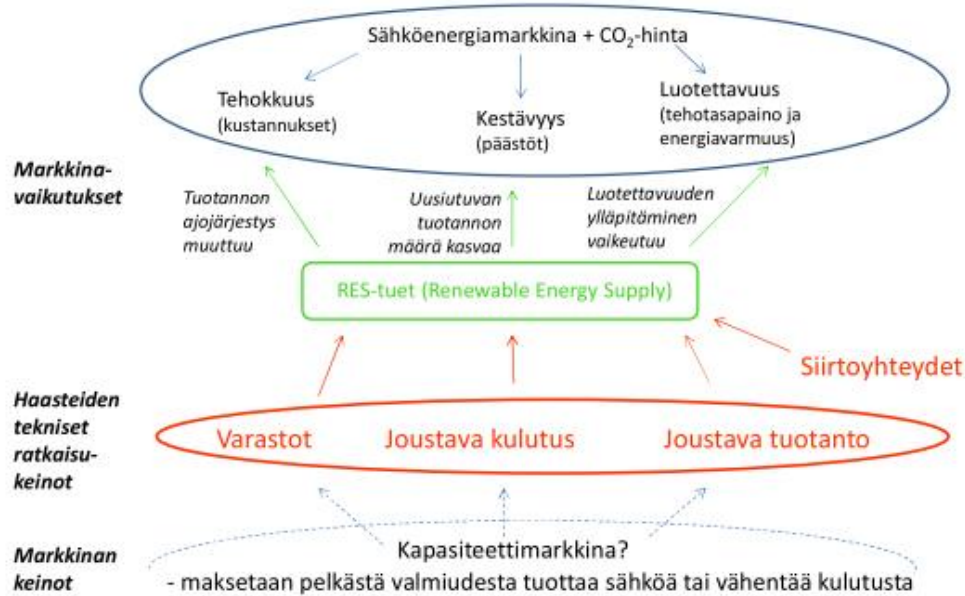 Sähköenergiamarkkina + CO₂-hinta
Tehokkuus
(kustannukset)
Kestävyys
(päästöt)
Luotettavuus
(tehotasapaino ja
energiavarmuus)
Markkina-
vaikutukset
Tuotannon
ajojärjestys
muuttuu
Uusiutuvan
tuotannon
määrä kasvaa
Luotettavuuden
ylläpitäminen
vaikeutuu
RES-tuet (Renewable Energy Supply)
Siirtoyhteydet
Haasteiden
tekniset
ratkaisu-
keinot
Varastot
Joustava kulutus
Joustava tuotanto
Markkinan
keinot
Kapasiteettimarkkina?
- maksetaan pelkästä valmiudesta tuottaa sähköä tai vähentää kulutusta